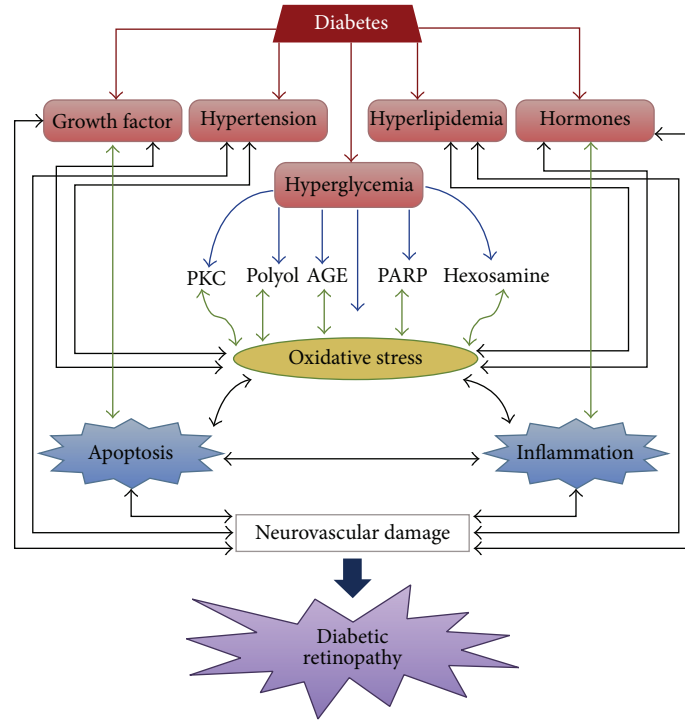 Diabetes
Growth factor
Hypertension
Hyperlipidemia
Hormones
Hyperglycemia
PKC
Polyol
AGE
PARP
Hexosamine
Oxidative stress
Apoptosis
Inflammation
Neurovascular damage
Diabetic
retinopathy